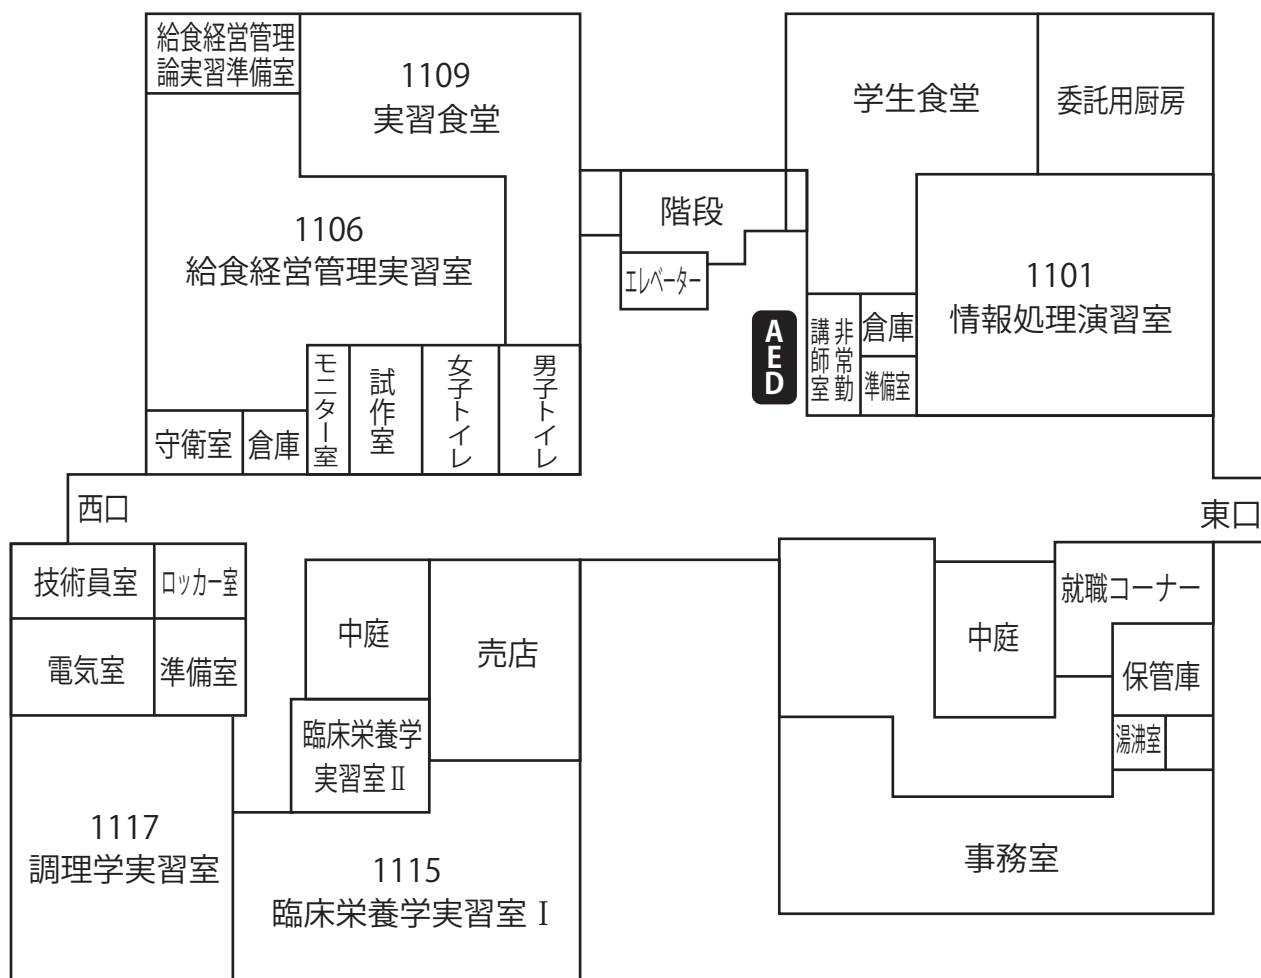 給食経営管理
論実習準備室
1109
実習食堂
学生食堂
委託用厨房
階段
エレベーター
1106
給食経営管理実習室
1101
情報処理演習室
AED
非常勤
講師室
倉庫
準備室
モニター室
試作室
女子トイレ
男子トイレ
守衛室
倉庫
西口
東口
技術員室
ロッカー室
電気室
準備室
中庭
売店
臨床栄養学
実習室Ⅱ
中庭
就職コーナー
保管庫
湯沸室
1117
調理学実習室
1115
臨床栄養学実習室Ⅰ
事務室